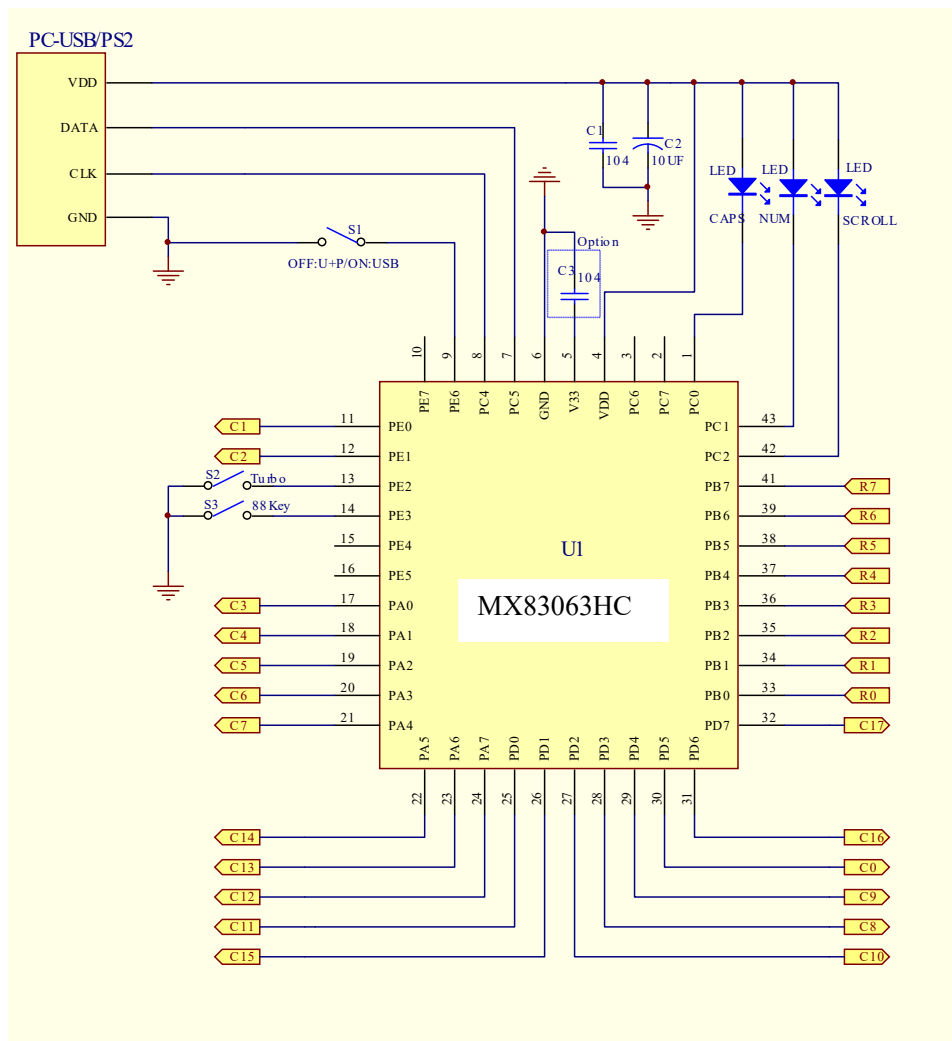 PC-USB/PS2
VDD
DATA
CLK
GND
S1
OFF:U+P/ON:USB
C1
104
C2
10UF
Option
C3
104
LED
LED
LED
CAPS
NUM
SCROLL
10
9
8
7
6
5
4
3
2
1
PE7
PE6
PC4
PC5
GND
V33
VDD
PC6
PC7
PC0
C1 11 PE0
C2 12 PE1
S2 Turbo 13 PE2
S3 88Key 14 PE3
15 PE4
16 PE5
C3 17 PA0
C4 18 PA1
C5 19 PA2
C6 20 PA3
C7 21 PA4
U1
MX83063HC
PC1 43
PC2 42
PB7 41 R7
PB6 39 R6
PB5 38 R5
PB4 37 R4
PB3 36 R3
PB2 35 R2
PB1 34 R1
PB0 33 R0
PD7 32 C17
PA5
PA6
PA7
PD0
PD1
PD2
PD3
PD4
PD5
PD6
22
23
24
25
26
27
28
29
30
31
C14
C16
C13
C0
C12
C9
C11
C8
C15
C10